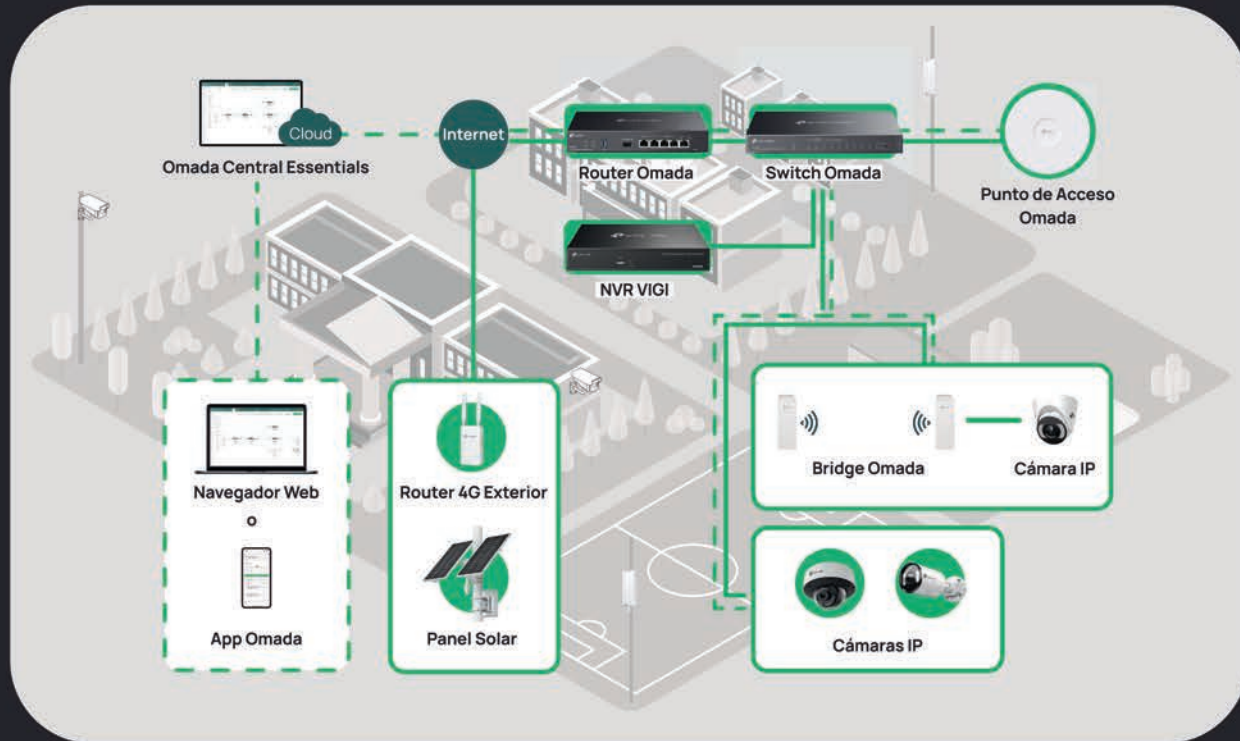 Cloud
Internet
Omada Central Essentials
Router Omada
Switch Omada
Punto de Acceso
Omada
NVR VIGI
Navegador Web
o
App Omada
Router 4G Exterior
Panel Solar
Bridge Omada
Cámara IP
Cámaras IP